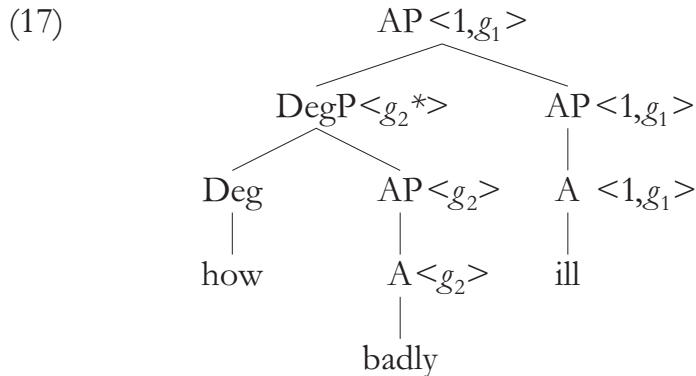 (17) AP <1,g₁>
DegP<g₂*> AP <1,g₁>
Deg AP<g₂> A <1,g₁>
how A<g₂> ill
badly